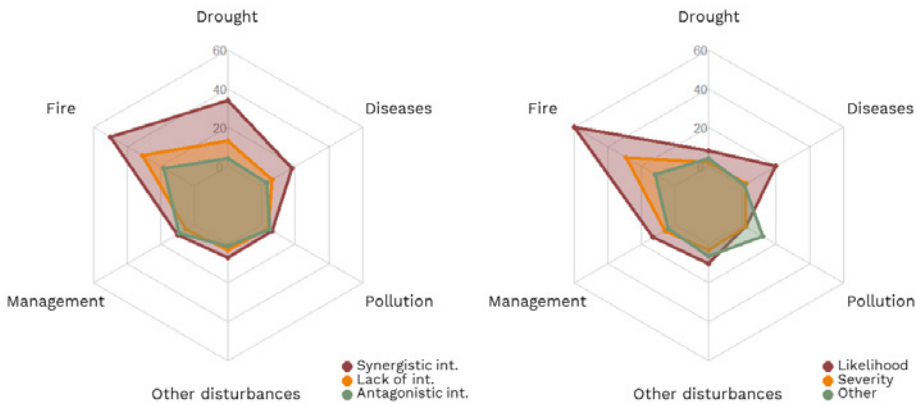 Drought
60
40
20
0
Fire
Diseases
Management
Pollution
Other disturbances
Synergistic int.
Lack of int.
Antagonistic int.
Drought
60
40
20
0
Fire
Diseases
Management
Pollution
Other disturbances
Likelihood
Severity
Other